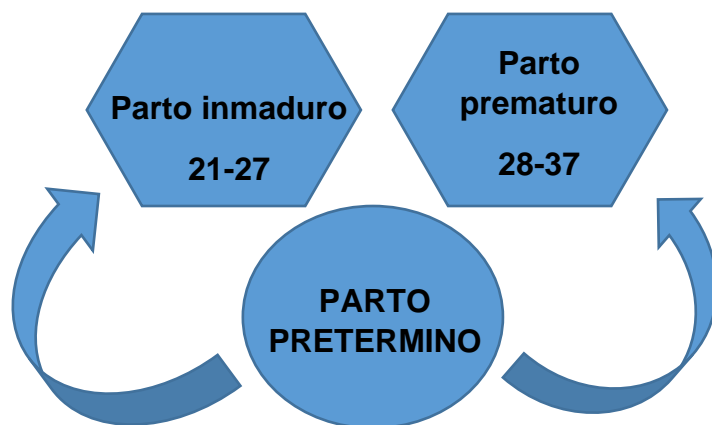 Parto inmaduro
21-27
Parto
prematuro
28-37
PARTO
PRETERMINO